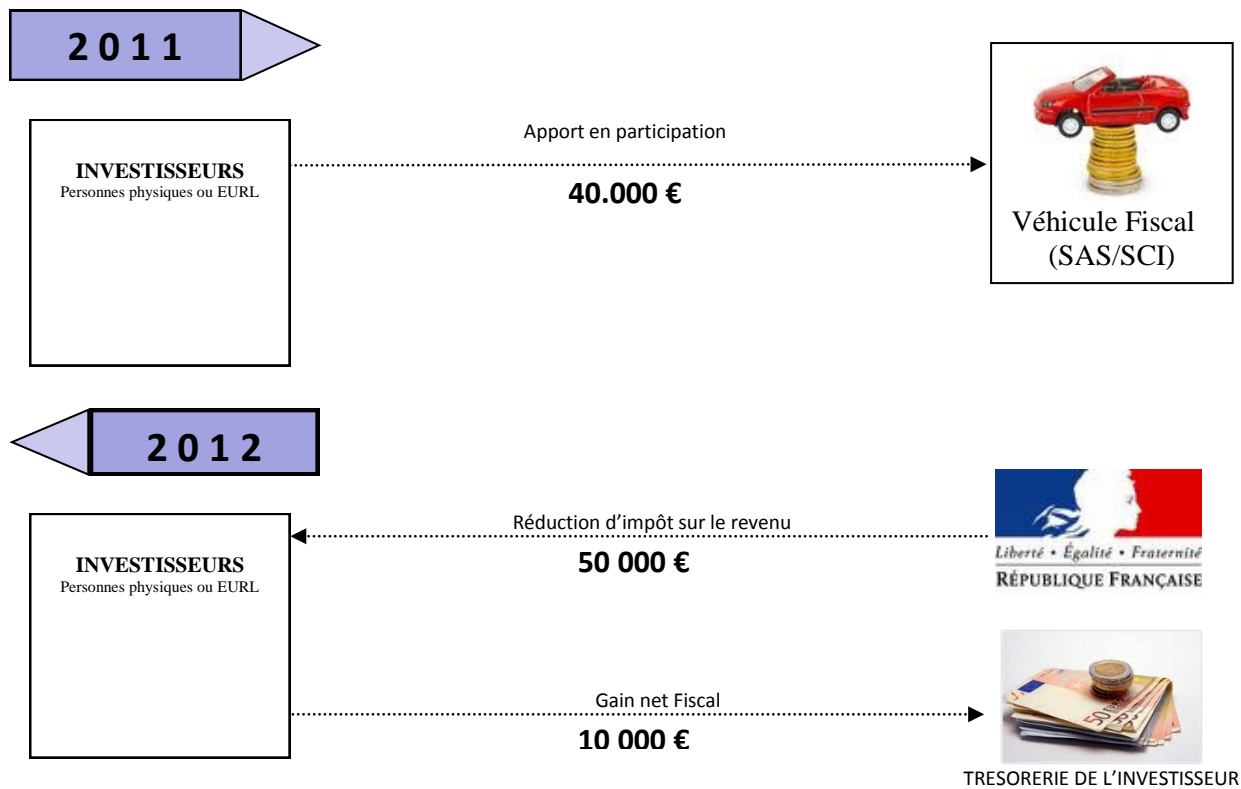 2 0 1 1
INVESTISSEURS
Personnes physiques ou EURL
Apport en participation
40.000 €
Véhicule Fiscal
(SAS/SCI)
2 0 1 2
INVESTISSEURS
Personnes physiques ou EURL
Réduction d'impôt sur le revenu
50 000 €
Liberté • Égalité • Fraternité
RÉPUBLIQUE FRANÇAISE
Gain net Fiscal
10 000 €
50 EURO
TRESORERIE DE L'INVESTISSEUR